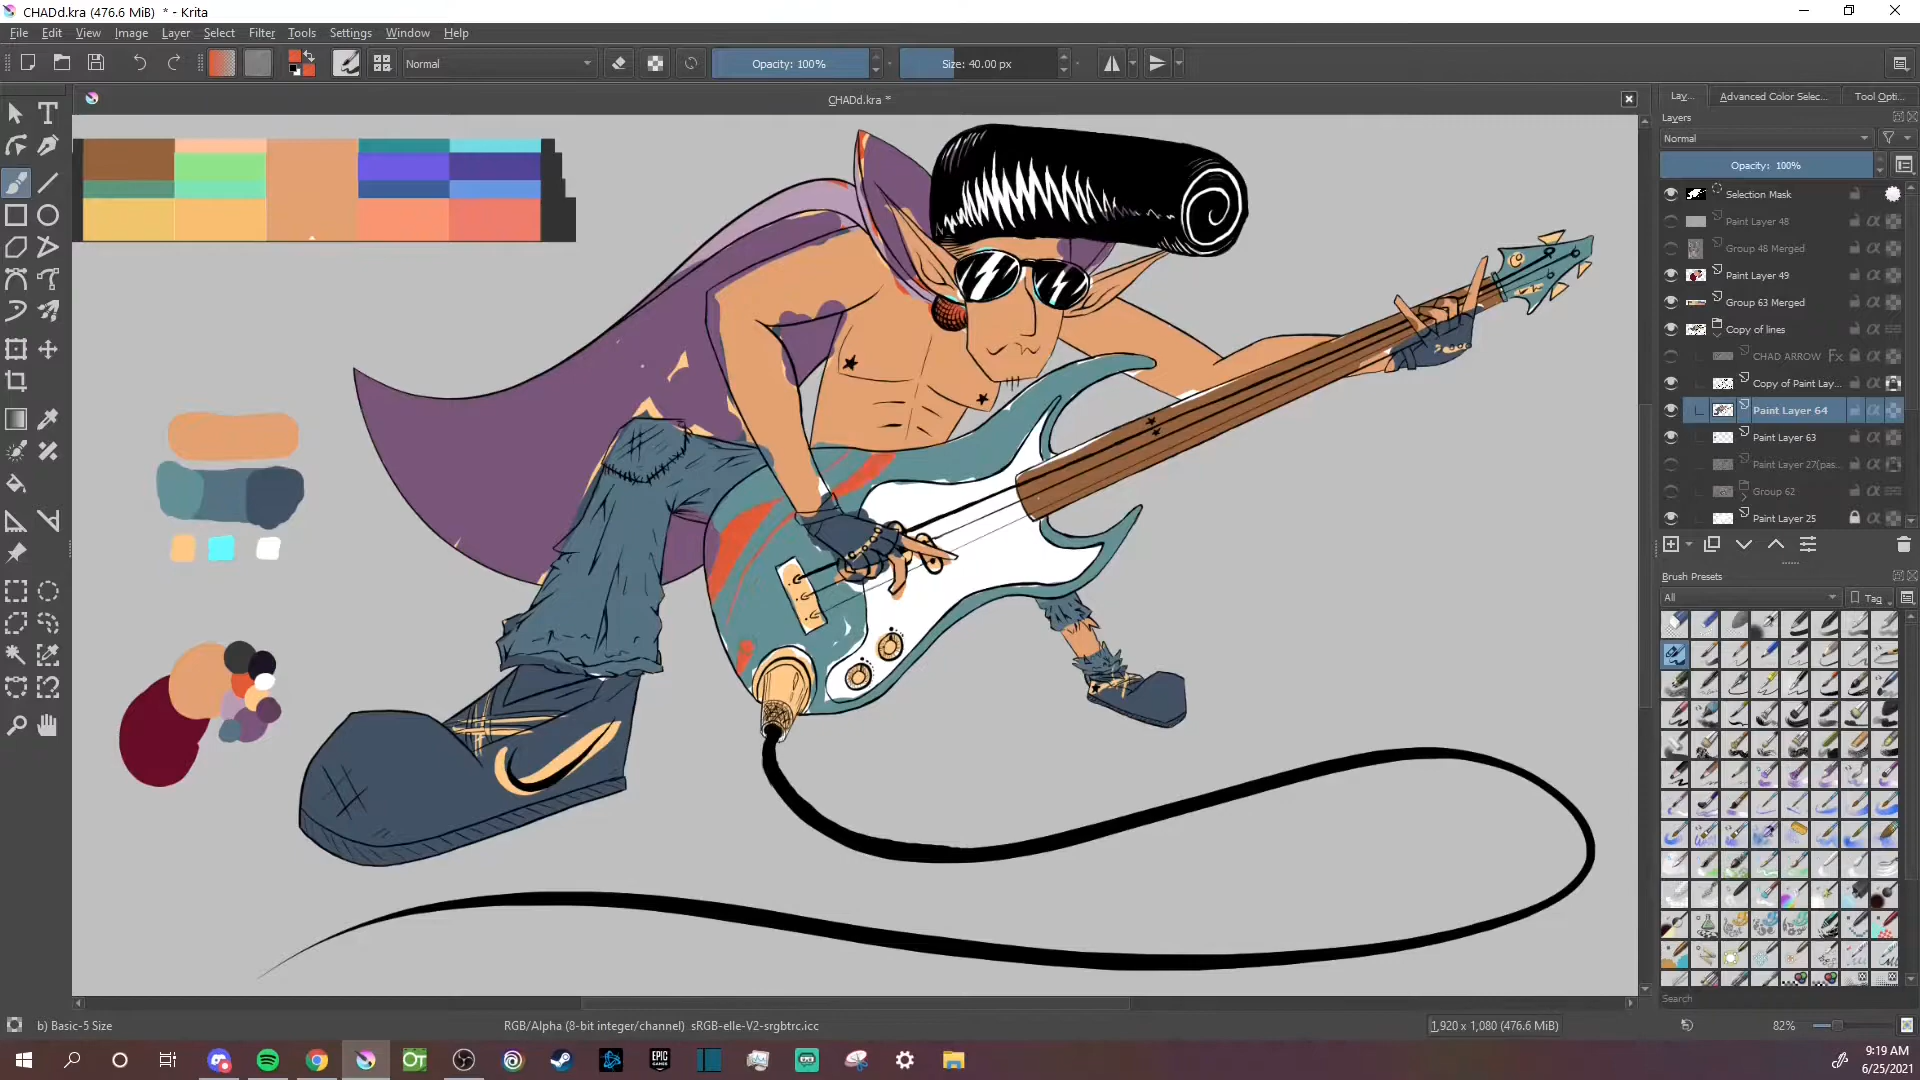 CHADd.kra (476.6 MiB)  * - Krita
File Edit View Image Layer Select Filter Tools Settings Window Help
Normal
Opacity: 100%
Size: 40.00 px
CHADd.kra *
Lay...
Advanced Color Selec...
Tool Opti...
Layers
Normal
Opacity:  100%
Selection Mask
Paint Layer 48
Group 48 Merged
Paint Layer 49
Group 63 Merged
Copy of lines
CHAD ARROW Fx
Copy of Paint Lay...
Paint Layer 64
Paint Layer 63
Paint Layer 27(pas...
Group 62
Paint Layer 25
Brush Presets
All
Tag
Search
b) Basic-5 Size
RGB/Alpha (8-bit integer/channel)  sRGB-elle-V2-srgbtrc.icc
1,920 x 1,080 (476.6 MiB)
82%
OT
EPIC
GAMES
9:19 AM
6/25/2021